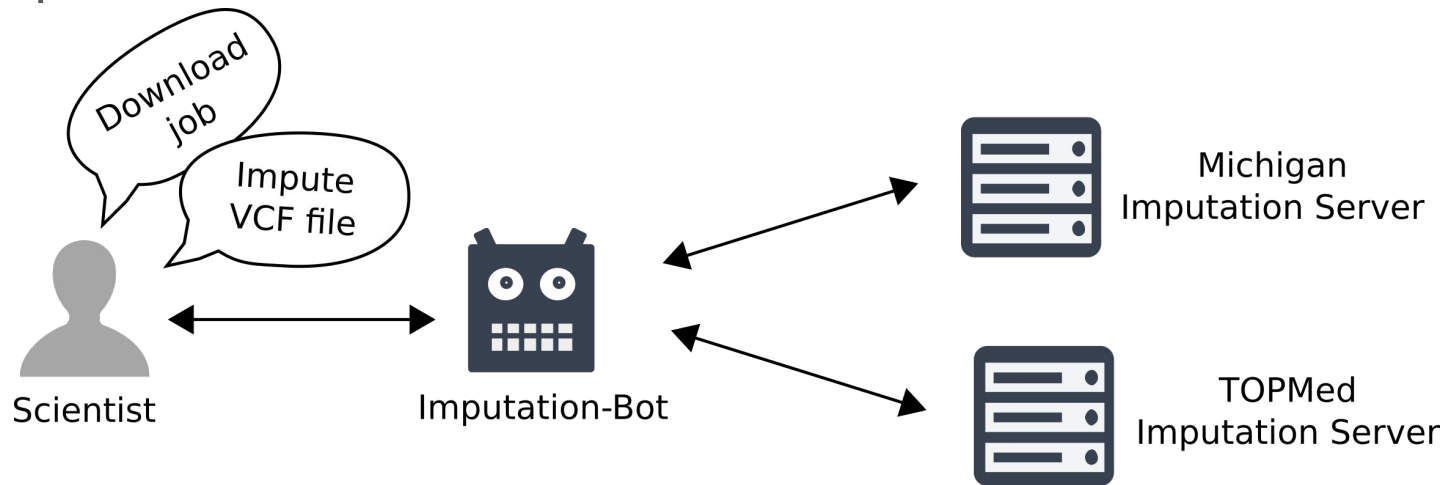 Download
job
Impute
VCF file
Michigan
Imputation Server
Scientist
Imputation-Bot
TOPMed
Imputation Server